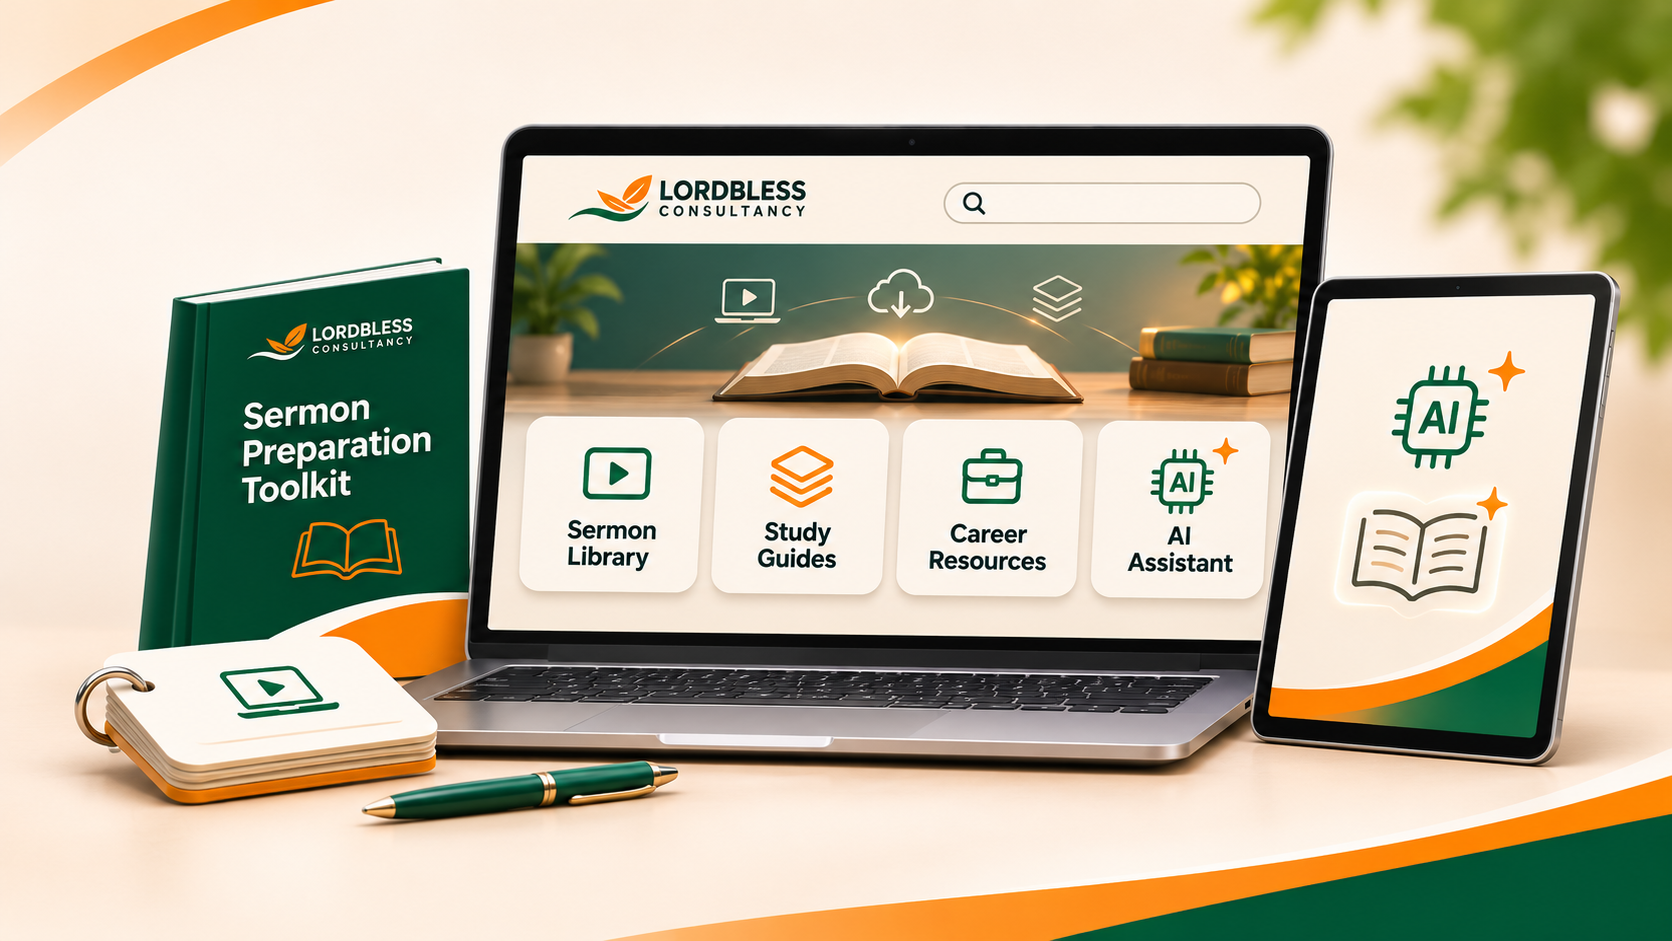 LORDBLESS
CONSULTANCY
Sermon
Preparation
Toolkit
LORDBLESS
CONSULTANCY
Sermon
Library
Study
Guides
Career
Resources
AI
AI
Assistant
AI